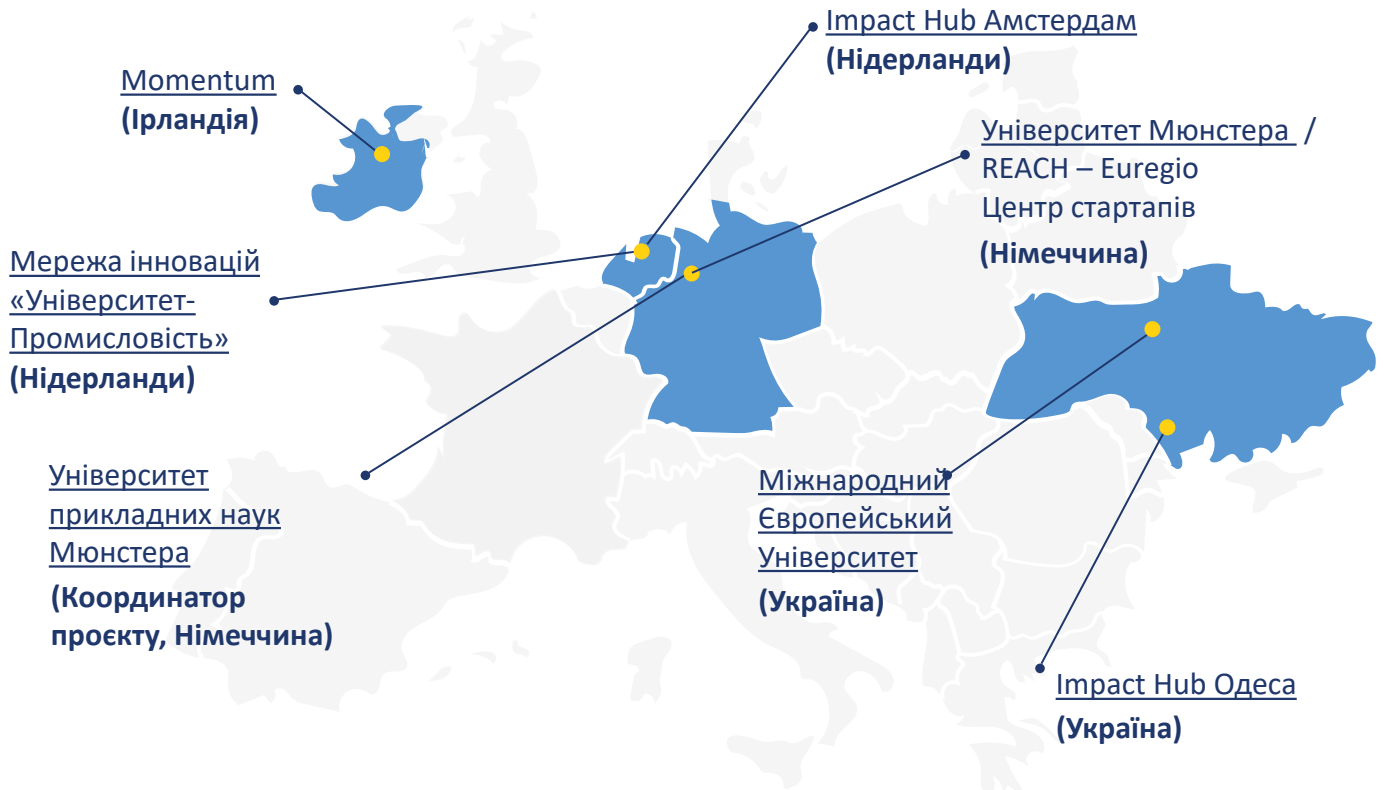 Impact Hub Амстердам
(Нідерланди)
Momentum
(Ірландія)
Університет Мюнстера /
REACH – Euregio
Центр стартапів
(Німеччина)
Мережа інновацій
«Університет-
Промисловість»
(Нідерланди)
Університет
прикладних наук
Мюнстера
(Координатор
проєкту, Німеччина)
Міжнародний
Європейський
Університет
(Україна)
Impact Hub Одеса
(Україна)